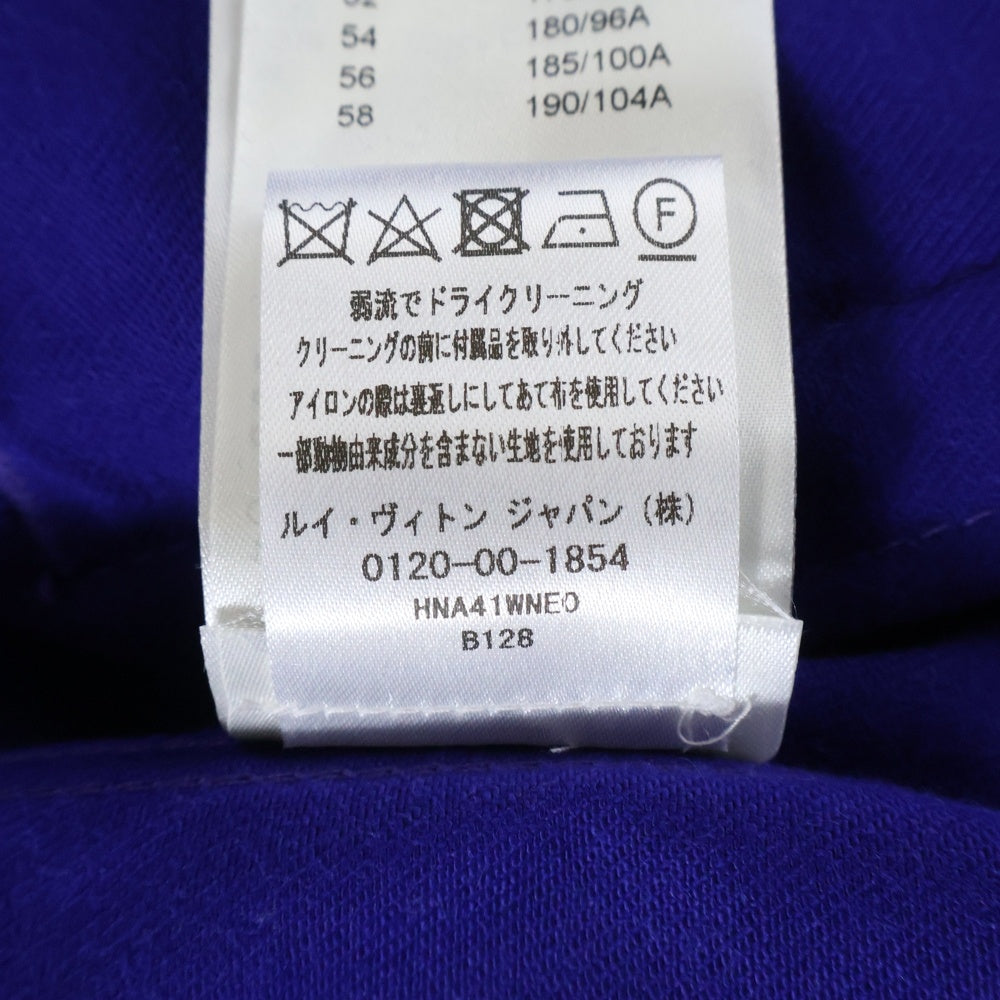 54 180/96A
56 185/100A
58 190/104A
F
弱流でドライクリーニング
クリーニングの前に付属品を取り外してください
アイロンの際は裏返しにしてあて布を使用してください
一部動物由来成分を含まない生地を使用しております
ルイ・ヴィトン ジャパン（株）
0120-00-1854
HNA41WNEO
B128